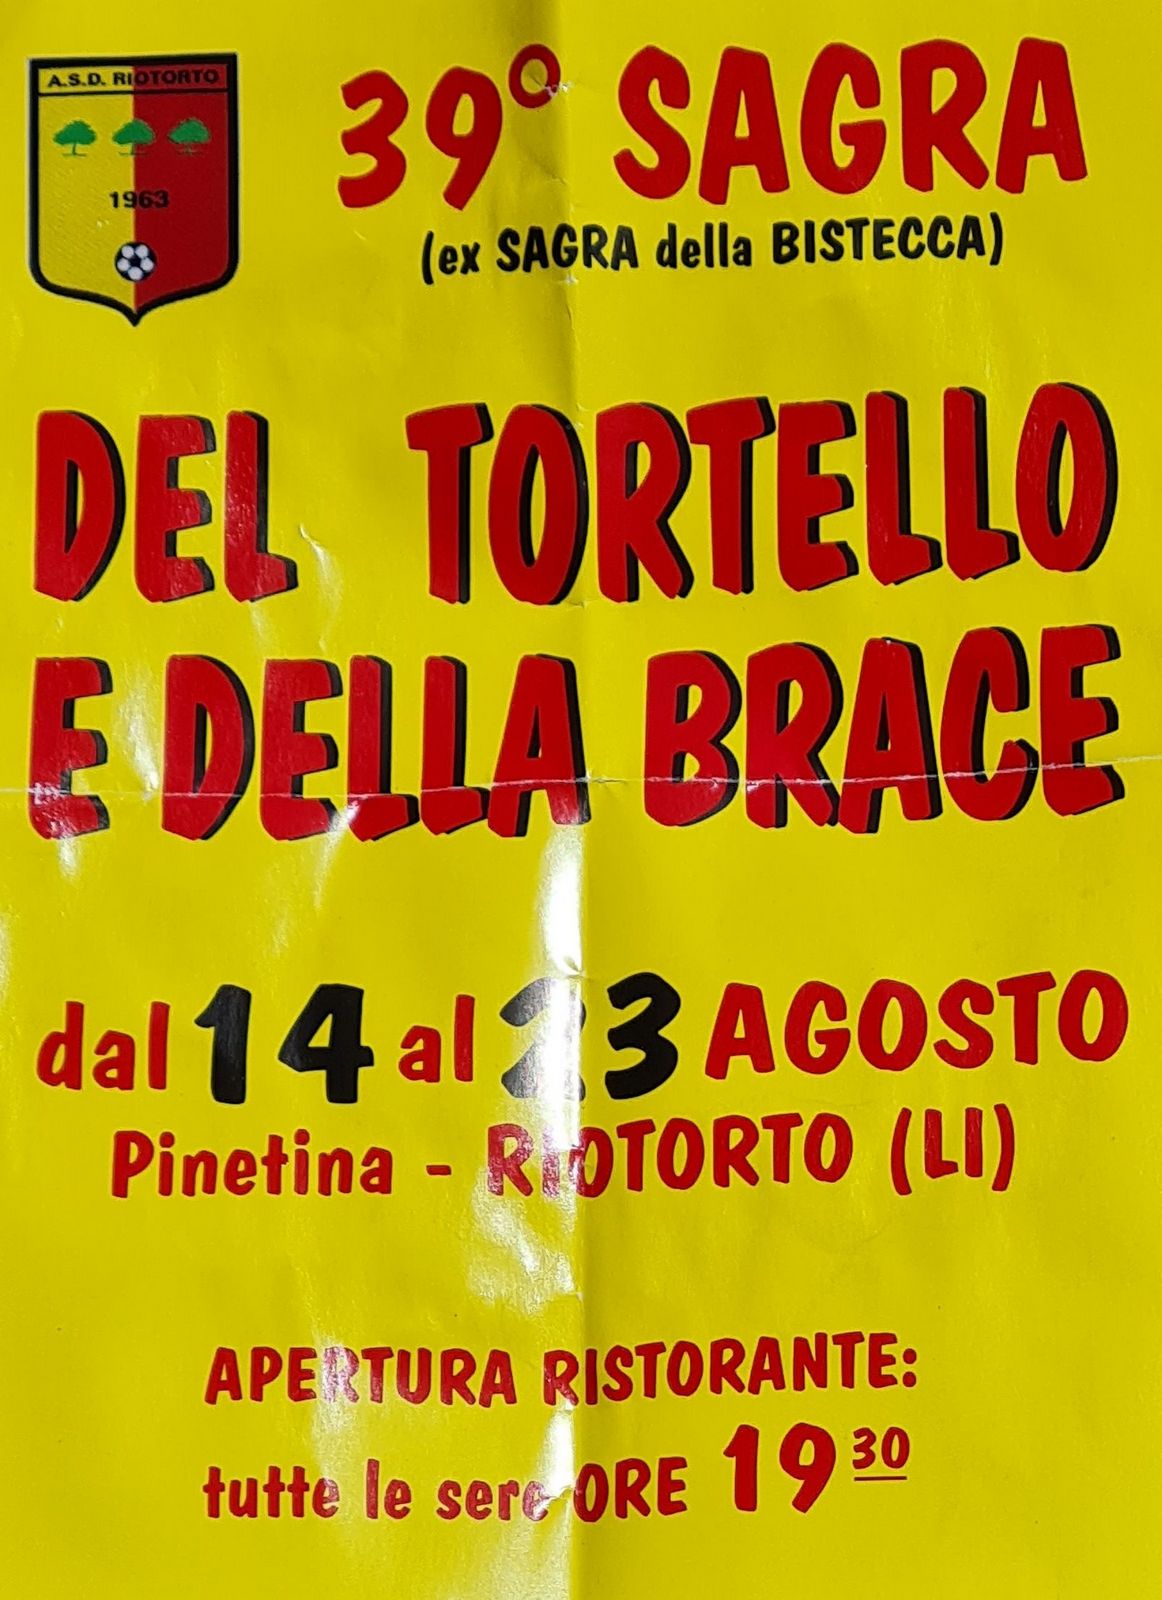 A.S.D. RIOTORTO
1963
39° SAGRA
(ex SAGRA della BISTECCA)
DEL TORTELLO
E DELLA BRACE
dal 14 al 23 AGOSTO
Pinetina - RIOTORTO (LI)
APERTURA RISTORANTE:
tutte le sere ORE 19 30